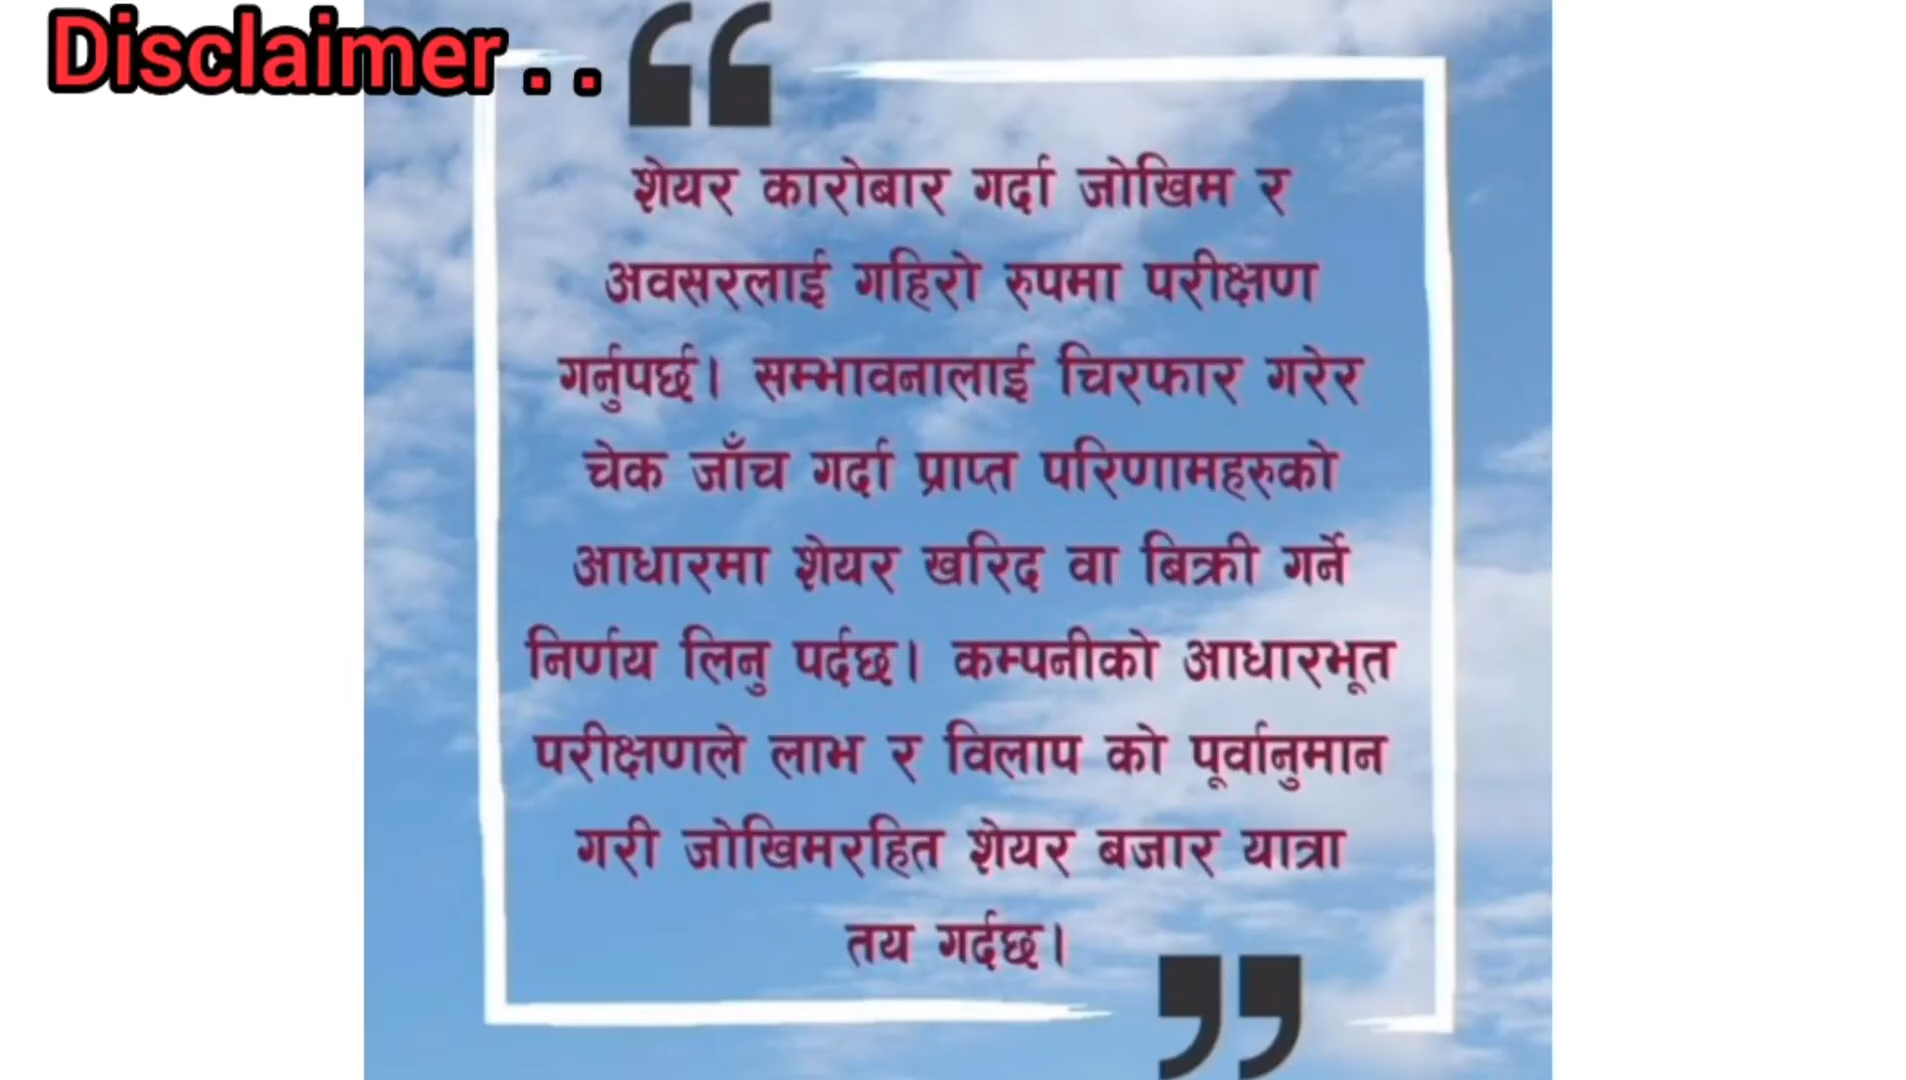 Disclaimer . .
शेयर कारोबार गर्दा जोखिम र
अवसरलाई गहिरो रुपमा परीक्षण
गर्नुपर्छ। सम्भावनालाई चिरफार गरेर
चेक जाँच गर्दा प्राप्त परिणामहरुको
आधारमा शेयर खरिद वा बिक्री गर्ने
निर्णय लिनु पर्दछ। कम्पनीको आधारभूत
परीक्षणले लाभ र विलाप को पूर्वानुमान
गरी जोखिमरहित शेयर बजार यात्रा
तय गर्दछ।